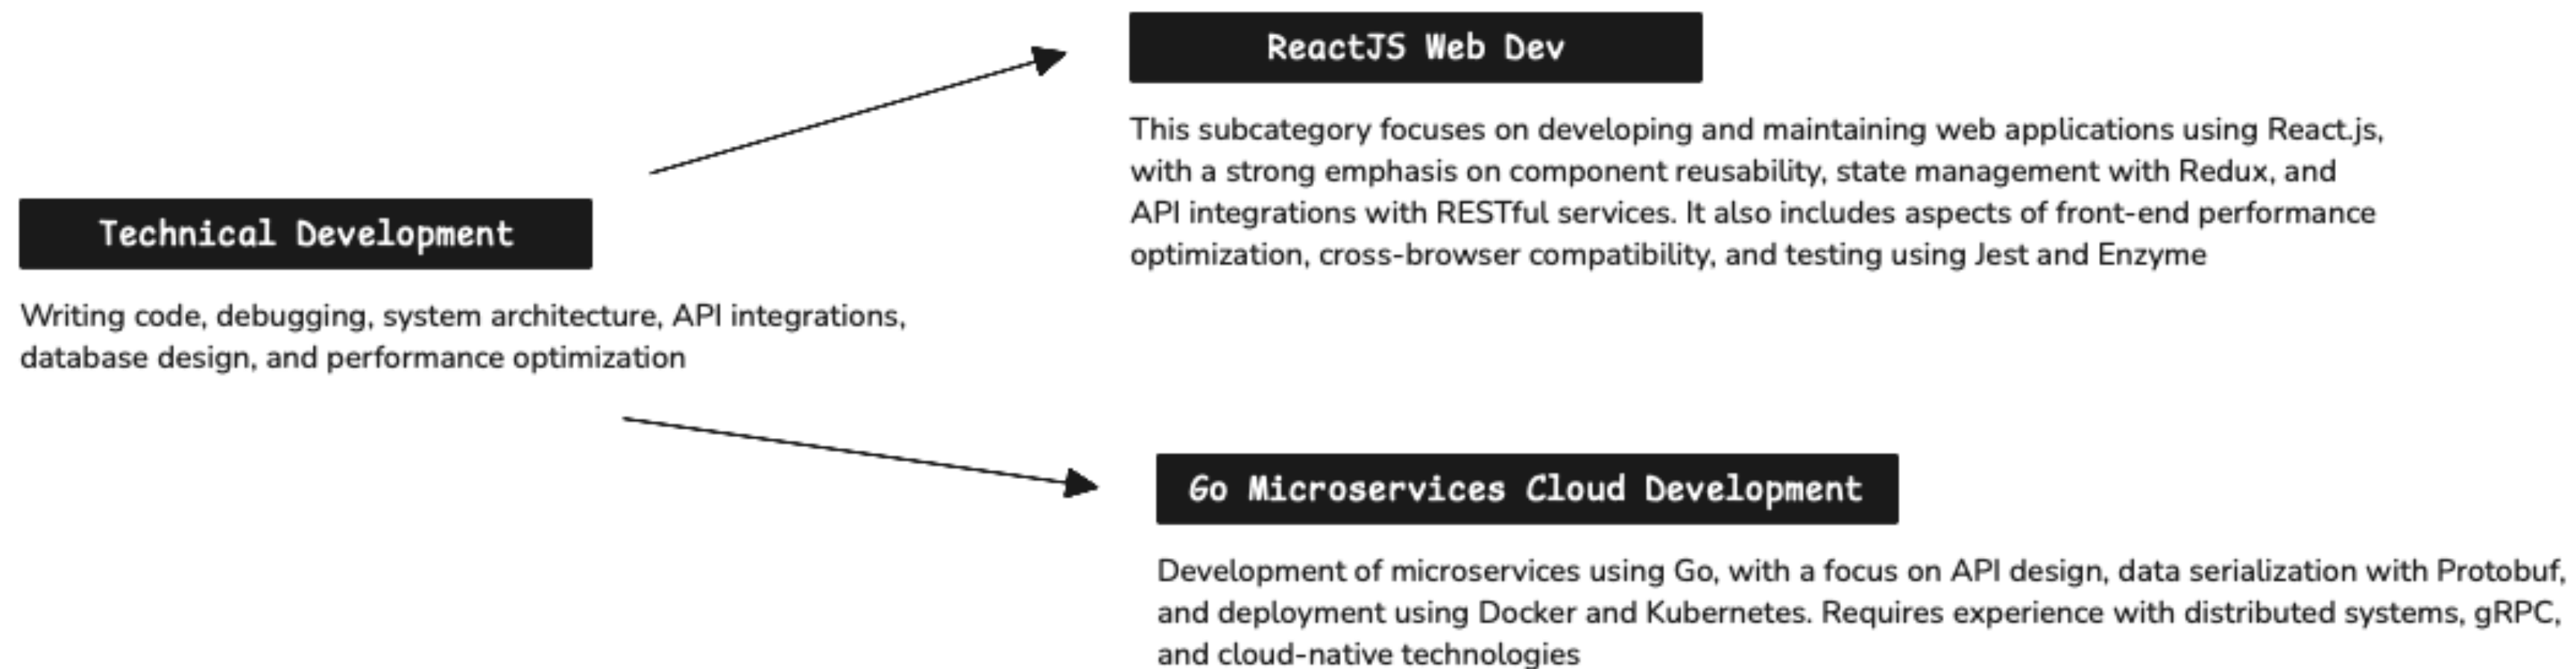 ReactJS Web Dev
This subcategory focuses on developing and maintaining web applications using React.js,
with a strong emphasis on component reusability, state management with Redux, and
API integrations with RESTful services. It also includes aspects of front-end performance
optimization, cross-browser compatibility, and testing using Jest and Enzyme
Technical Development
Writing code, debugging, system architecture, API integrations,
database design, and performance optimization
Go Microservices Cloud Development
Development of microservices using Go, with a focus on API design, data serialization with Protobuf,
and deployment using Docker and Kubernetes. Requires experience with distributed systems, gRPC,
and cloud-native technologies